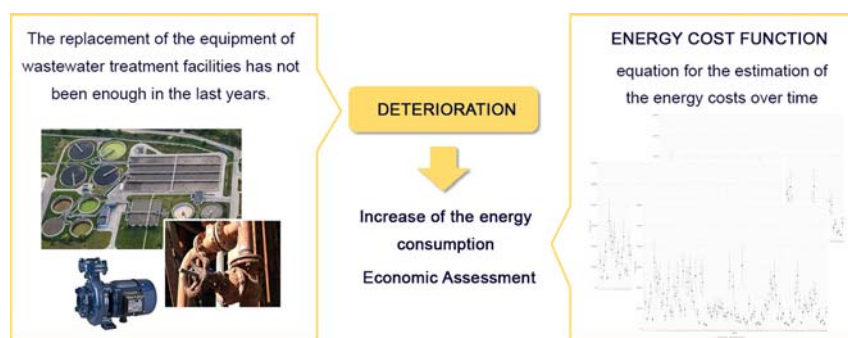 The replacement of the equipment of
wastewater treatment facilities has not
been enough in the last years.
DETERIORATION
Increase of the energy
consumption
Economic Assessment
ENERGY COST FUNCTION
equation for the estimation of
the energy costs over time